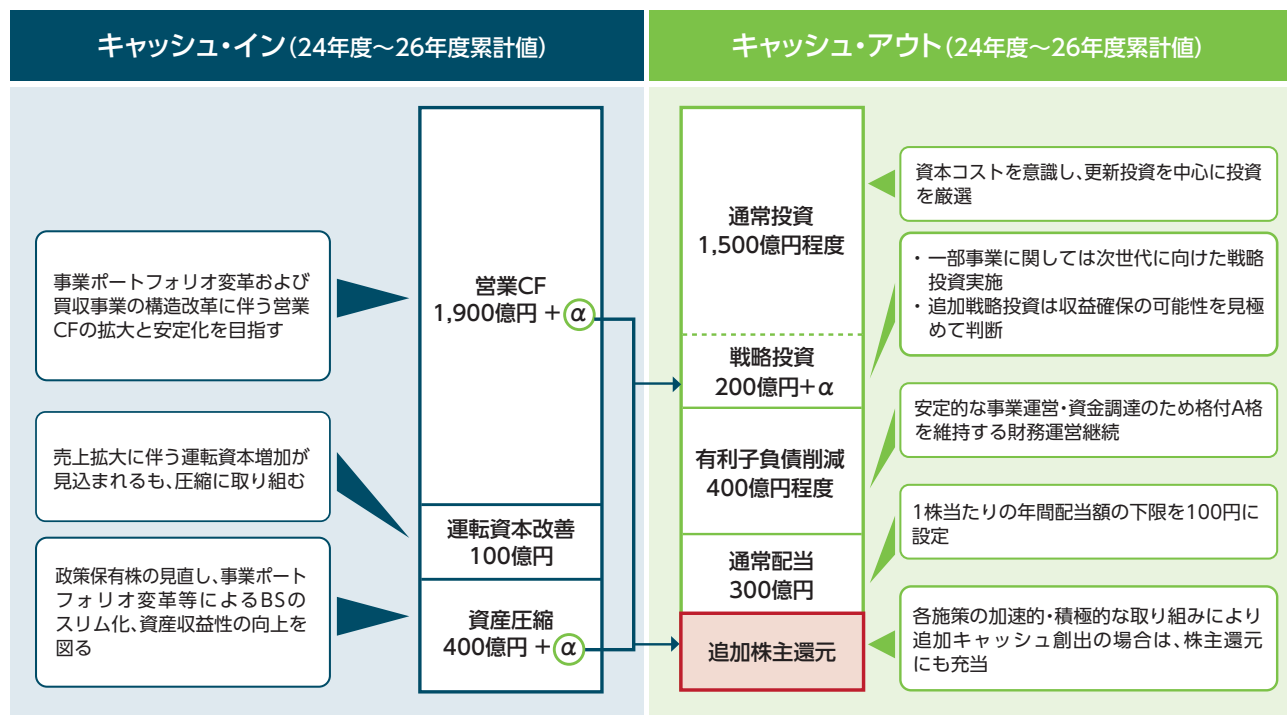 キャッシュ・イン（24年度～26年度累計値）
事業ポートフォリオ変革および
買収事業の構造改革に伴う営業
CFの拡大と安定化を目指す
売上拡大に伴う運転資本増加が
見込まれるも、圧縮に取り組む
政策保有株の見直し、事業ポート
フォリオ変革等によるBSの
スリム化、資産収益性の向上を
図る
営業CF
1,900億円 + α
運転資本改善
100億円
資産圧縮
400億円 + α
キャッシュ・アウト（24年度～26年度累計値）
通常投資
1,500億円程度
戦略投資
200億円+α
有利子負債削減
400億円程度
通常配当
300億円
追加株主還元
資本コストを意識し、更新投資を中心に投資
を厳選
・一部事業に関しては次世代に向けた戦略
投資実施
・追加戦略投資は収益確保の可能性を見極
めて判断
安定的な事業運営・資金調達のため格付A格
を維持する財務運営継続
1株当たりの年間配当額の下限を100円に
設定
各施策の加速的・積極的な取り組みにより
追加キャッシュ創出の場合は、株主還元
にも充当